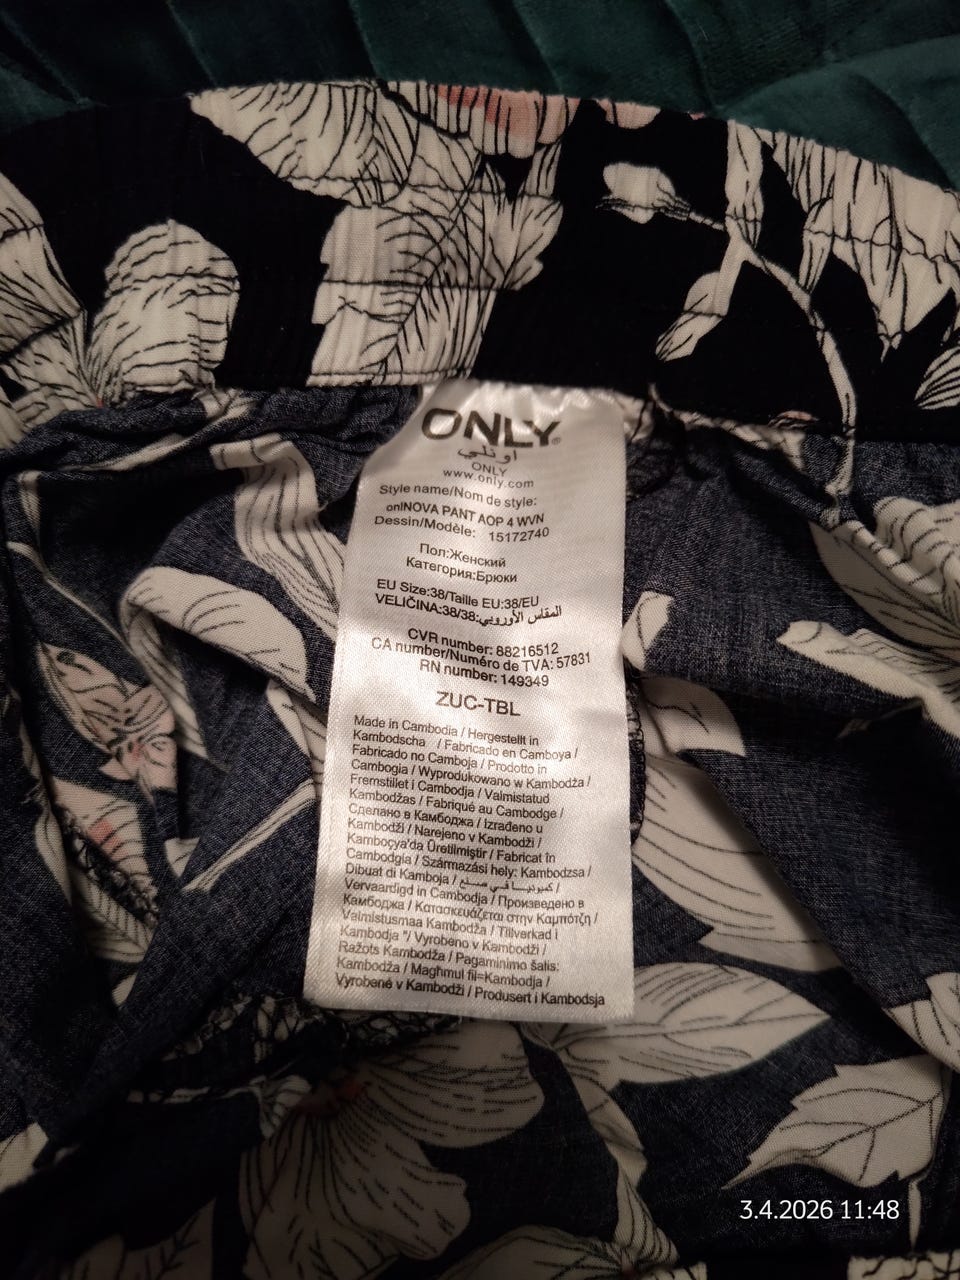 ONLY®
اونلي
ONLY
www.only.com
Style name/Nom de style:
onlNOVA PANT AOP 4 WVN
Dessin/Modèle: 15172740
Пол:Женский
Категория:Брюки
EU Size:38/Taille EU:38/EU
VELIČINA:38/38:المقاس الأوروبي
CVR number: 88216512
CA number/Numéro de TVA: 57831
RN number: 149349
ZUC-TBL
Made in Cambodia / Hergestellt in
Kambodscha / Fabricado en Camboya /
Fabricado no Camboja / Prodotto in
Cambogia / Wyprodukowano w Kambodża /
Fremstillet i Cambodja / Valmistatud
Kambodžas / Fabriqué au Cambodge /
Сделано в Камбоджа / Izrađeno u
Kambodži / Narejeno v Kambodži /
Kamboçya'da Üretilmiştir / Fabricat în
Cambodgia / Származási hely: Kambodzsa /
Dibuat di Kamboja / كمبوديا في صنع /
Vervaardigd in Cambodja / Произведено в
Камбоджа / Κατασκευάζεται στην Καμπότζη /
Valmistusmaa Kambodža / Tillverkad i
Kambodja "/ Vyrobeno v Kambodži /
Ražots Kambodža / Pagaminimo šalis:
Kambodža / Magħmul fil=Kambodja /
Vyrobené v Kambodži / Produsert i Kambodsja
3.4.2026 11:48